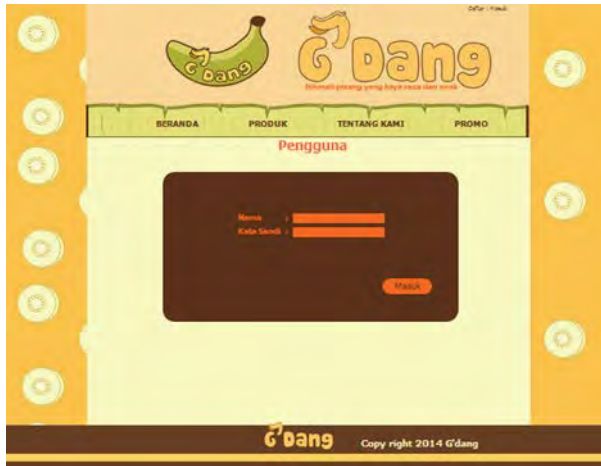 Daftar | Masuk
G'Dang
G'Dang
Nikmati pisang yang kaya rasa dan enak
BERANDA PRODUK TENTANG KAMI PROMO
Pengguna
Nama :
Kata Sandi :
Masuk
G'Dang Copy right 2014 G'dang